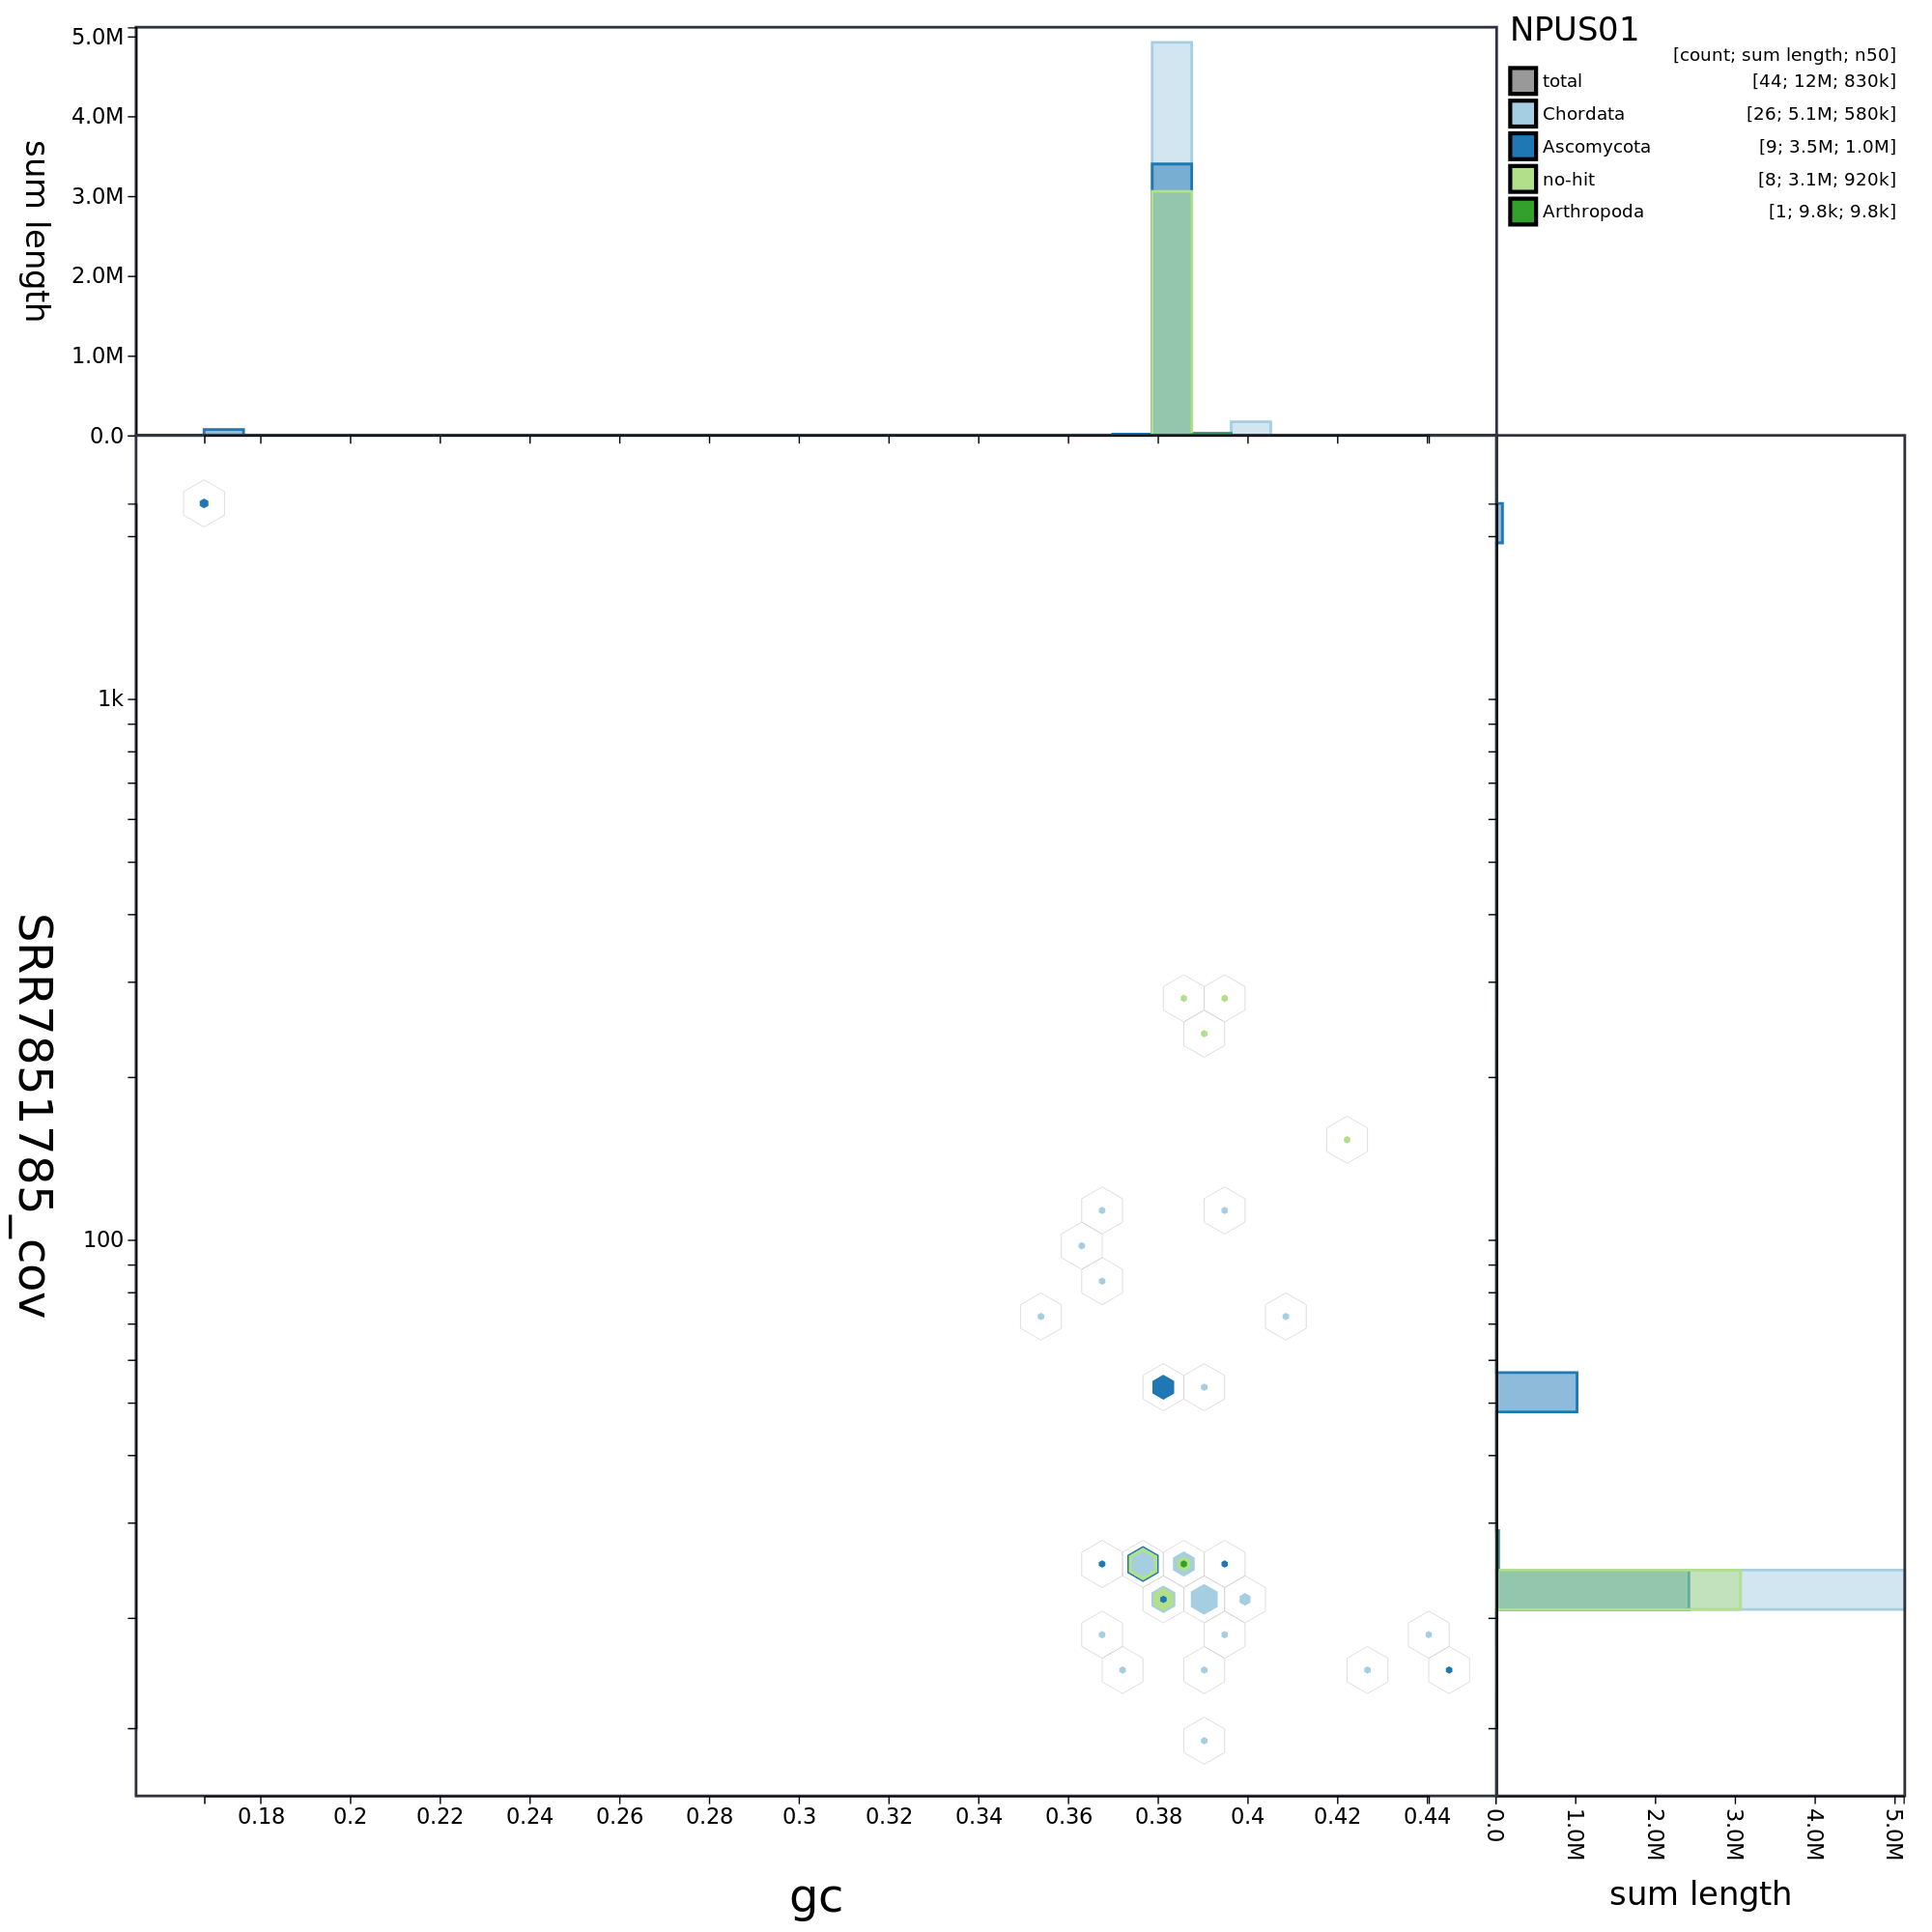 NPUS01
[count; sum length; n50]
total [44; 12M; 830k]
Chordata [26; 5.1M; 580k]
Ascomycota [9; 3.5M; 1.0M]
no-hit [8; 3.1M; 920k]
Arthropoda [1; 9.8k; 9.8k]
sum length
5.0M
4.0M
3.0M
2.0M
1.0M
0.0
SRR7851785_cov
1k
100
0.18 0.2 0.22 0.24 0.26 0.28 0.3 0.32 0.34 0.36 0.38 0.4 0.42 0.44
gc
0.0 1.0M 2.0M 3.0M 4.0M 5.0M
sum length